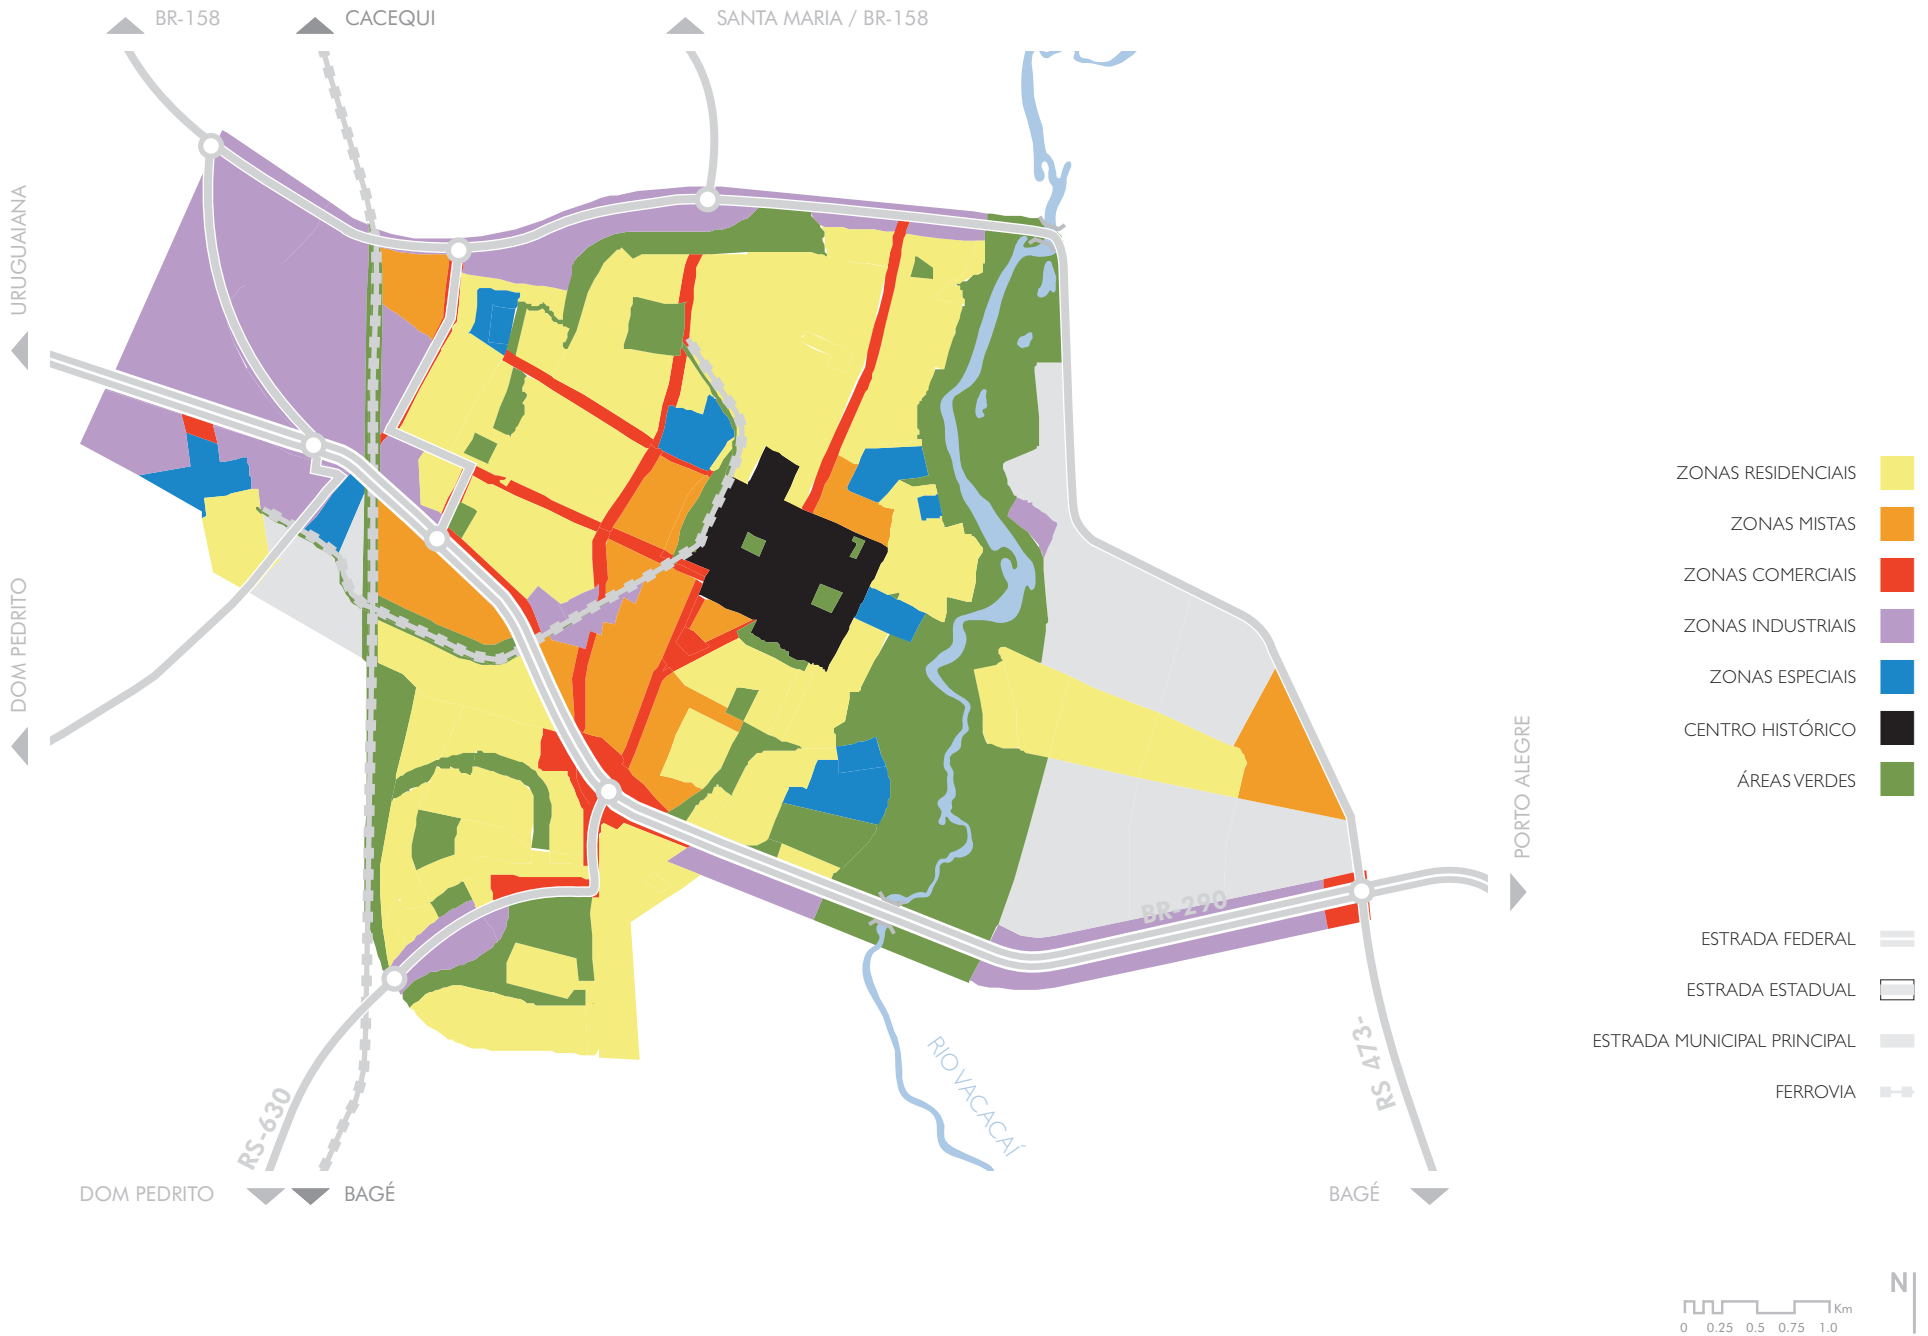 BR-158
CACEQUI
SANTA MARIA / BR-158
URUGUAIANA
DOM PEDRITO
ZONAS RESIDENCIAIS
ZONAS MISTAS
ZONAS COMERCIAIS
ZONAS INDUSTRIAIS
ZONAS ESPECIAIS
CENTRO HISTÓRICO
ÁREAS VERDES
PORTO ALEGRE
BR-290
ESTRADA FEDERAL
ESTRADA ESTADUAL
ESTRADA MUNICIPAL PRINCIPAL
FERROVIA
RIO VACACAÍ
RS 473-
RS-630
DOM PEDRITO
BAGÉ
BAGÉ
N
Km
0 0.25 0.5 0.75 1.0